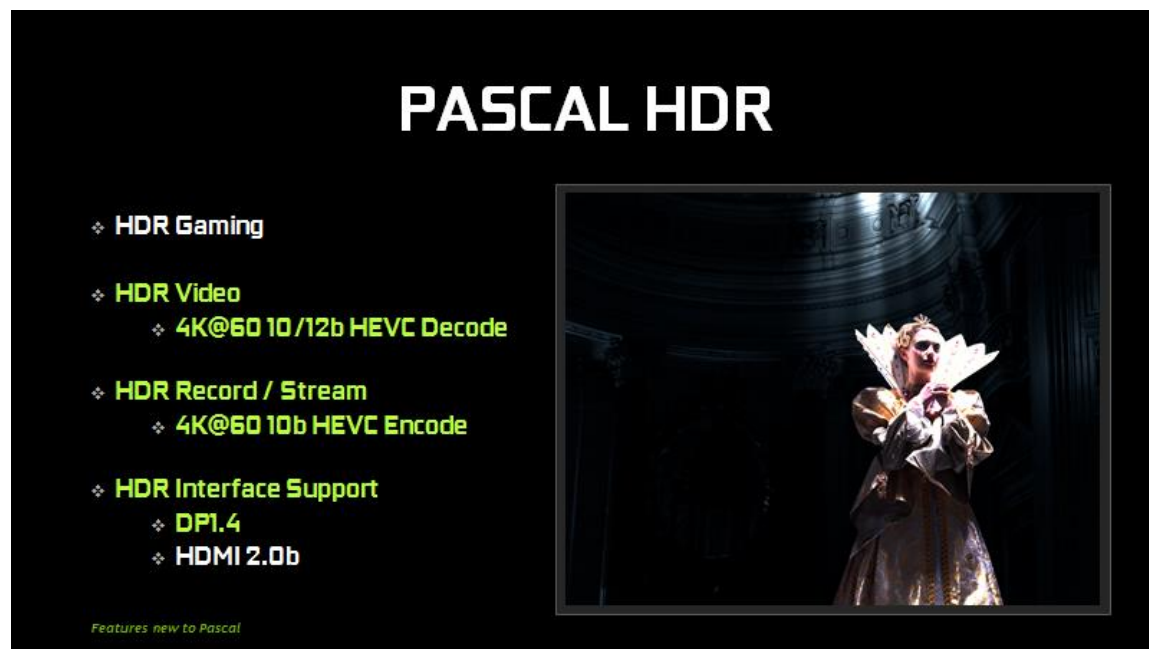 PASCAL HDR
HDR Gaming
HDR Video
4K@60 10/12b HEVC Decode
HDR Record / Stream
4K@60 10b HEVC Encode
HDR Interface Support
DP1.4
HDMI 2.0b
Features new to Pascal